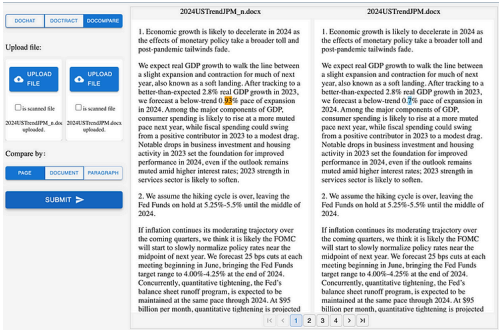 DOCHAT DOCTRACT DOCOMPARE
Upload file:
UPLOAD FILE
UPLOAD FILE
is scanned file
is scanned file
2024USTrendJPM_n.doc
uploaded.
2024USTrendJPM.docx
uploaded.
Compare by:
PAGE DOCUMENT PARAGRAPH
SUBMIT
2024USTrendJPM_n.docx
1. Economic growth is likely to decelerate in 2024 as
the effects of monetary policy take a broader toll and
post-pandemic tailwinds fade.
We expect real GDP growth to walk the line between
a slight expansion and contraction for much of next
year, also known as a soft landing. After tracking to a
better-than-expected 2.8% real GDP growth in 2023,
we forecast a below-trend 0.93% pace of expansion
in 2024. Among the major components of GDP,
consumer spending is likely to rise at a more muted
pace next year, while fiscal spending could swing
from a positive contributor in 2023 to a modest drag.
Notable drops in business investment and housing
activity in 2023 set the foundation for improved
performance in 2024, even if the outlook remains
muted amid higher interest rates; 2023 strength in
services sector is likely to soften.
2. We assume the hiking cycle is over, leaving the
Fed Funds on hold at 5.25%-5.5% until the middle of
2024.
If inflation continues its moderating trajectory over
the coming quarters, we think it is likely the FOMC
will start to slowly normalize policy rates near the
midpoint of next year. We forecast 25 bps cuts at each
meeting beginning in June, bringing the Fed Funds
target range to 4.00%-4.25% at the end of 2024.
Concurrently, quantitative tightening, the Fed's
balance sheet runoff program, is expected to be
maintained at the same pace through 2024. At $95
billion per month, quantitative tightening is projected
2024USTrendJPM.docx
1. Economic growth is likely to decelerate in 2024 as
the effects of monetary policy take a broader toll and
post-pandemic tailwinds fade.
We expect real GDP growth to walk the line between
a slight expansion and contraction for much of next
year, also known as a soft landing. After tracking to a
better-than-expected 2.8% real GDP growth in 2023,
we forecast a below-trend 0.7% pace of expansion in
2024. Among the major components of GDP,
consumer spending is likely to rise at a more muted
pace next year, while fiscal spending could swing
from a positive contributor in 2023 to a modest drag.
Notable drops in business investment and housing
activity in 2023 set the foundation for improved
performance in 2024, even if the outlook remains
muted amid higher interest rates; 2023 strength in
services sector is likely to soften.
2. We assume the hiking cycle is over, leaving the
Fed Funds on hold at 5.25%-5.5% until the middle of
2024.
If inflation continues its moderating trajectory over
the coming quarters, we think it is likely the FOMC
will start to slowly normalize policy rates near the
midpoint of next year. We forecast 25 bps cuts at each
meeting beginning in June, bringing the Fed Funds
target range to 4.00%-4.25% at the end of 2024.
Concurrently, quantitative tightening, the Fed's
balance sheet runoff program, is expected to be
maintained at the same pace through 2024. At $95
billion per month, quantitative tightening is projected
1 2 3 4